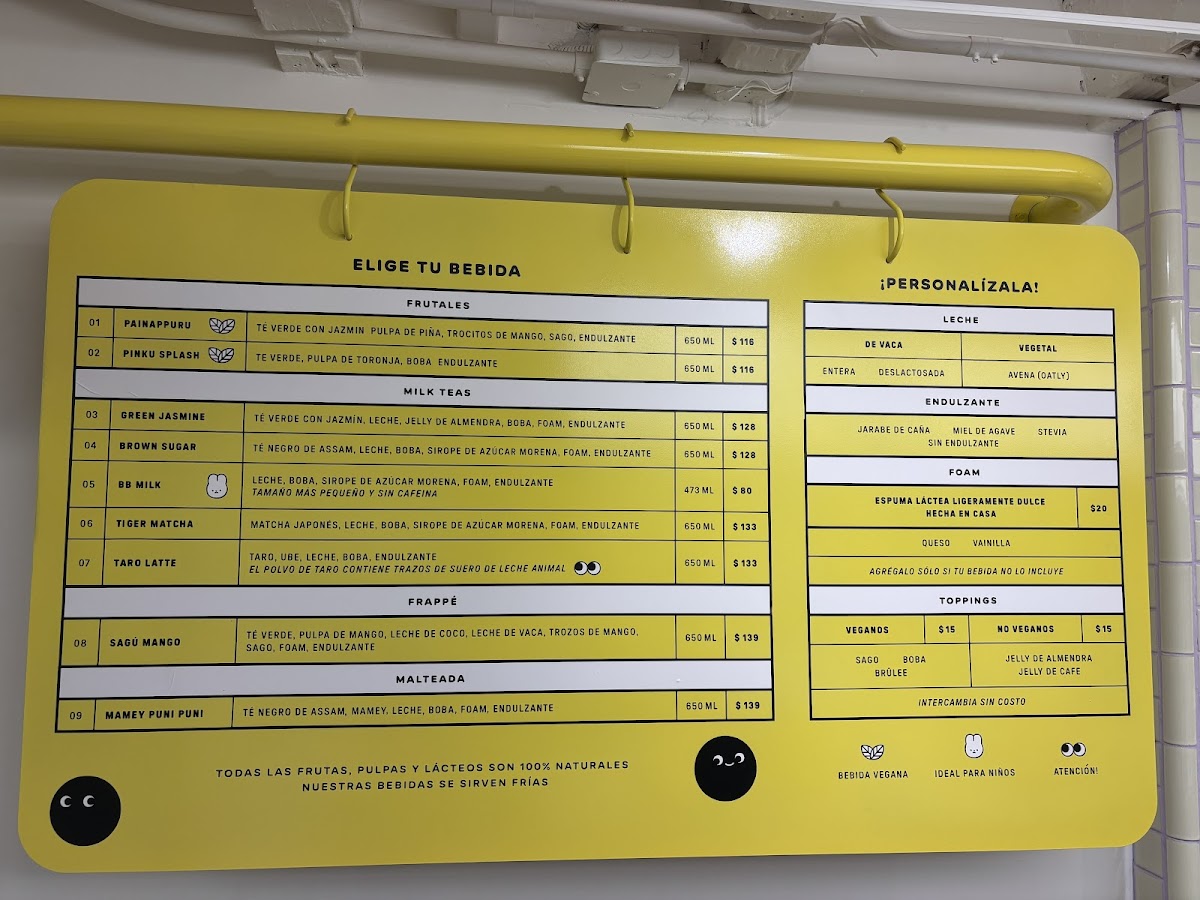 ELIGE TU BEBIDA
FRUTALES
01 PAINAPPURU TÉ VERDE CON JAZMIN PULPA DE PIÑA, TROCITOS DE MANGO, SAGO, ENDULZANTE 650 ML $116
02 PINKU SPLASH TE VERDE, PULPA DE TORONJA, BOBA ENDULZANTE 650 ML $116
MILK TEAS
03 GREEN JASMINE TÉ VERDE CON JAZMÍN, LECHE, JELLY DE ALMENDRA, BOBA, FOAM, ENDULZANTE 650 ML $128
04 BROWN SUGAR TÉ NEGRO DE ASSAM, LECHE, BOBA, SIROPE DE AZÚCAR MORENA, FOAM, ENDULZANTE 650 ML $128
05 BB MILK LECHE, BOBA, SIROPE DE AZUCAR MORENA, FOAM, ENDULZANTE 473 ML $80
TAMAÑO MAS PEQUEÑO Y SIN CAFEINA
06 TIGER MATCHA MATCHA JAPONÉS, LECHE, BOBA, SIROPE DE AZÚCAR MORENA, FOAM, ENDULZANTE 650 ML $133
07 TARO LATTE TARO, UBE, LECHE, BOBA, ENDULZANTE 650 ML $133
EL POLVO DE TARO CONTIENE TRAZOS DE SUERO DE LECHE ANIMAL
FRAPPÉ
08 SAGÚ MANGO TÉ VERDE, PULPA DE MANGO, LECHE DE COCO, LECHE DE VACA, TROZOS DE MANGO, 650 ML $139
SAGO, FOAM, ENDULZANTE
MALTEADA
09 MAMEY PUNI PUNI TÉ NEGRO DE ASSAM, MAMEY. LECHE, BOBA, FOAM, ENDULZANTE 650 ML $139
TODAS LAS FRUTAS, PULPAS Y LÁCTEOS SON 100% NATURALES
NUESTRAS BEBIDAS SE SIRVEN FRÍAS
¡PERSONALÍZALA!
LECHE
DE VACA VEGETAL
ENTERA DESLACTOSADA AVENA (OATLY)
ENDULZANTE
JARABE DE CAÑA MIEL DE AGAVE STEVIA
SIN ENDULZANTE
FOAM
ESPUMA LÁCTEA LIGERAMENTE DULCE
HECHA EN CASA $20
QUESO VAINILLA
AGRÉGALO SÓLO SI TU BEBIDA NO LO INCLUYE
TOPPINGS
VEGANOS $15 NO VEGANOS $15
SAGO BOBA JELLY DE ALMENDRA
BRÛLEE JELLY DE CAFE
INTERCAMBIA SIN COSTO
BEBIDA VEGANA IDEAL PARA NIÑOS ATENCIÓN!